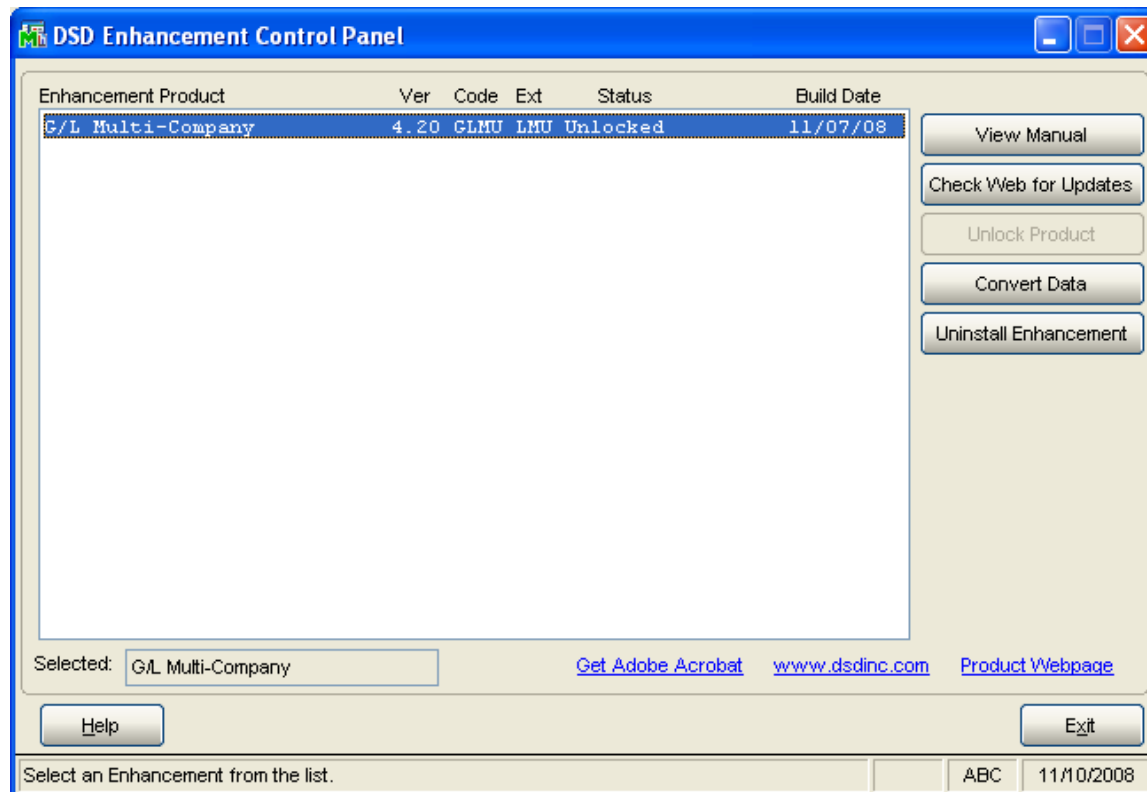 DSD Enhancement Control Panel
Enhancement Product Ver Code Ext Status Build Date
G/L Multi-Company 4.20 GLMU LMU Unlocked 11/07/08
View Manual
Check Web for Updates
Unlock Product
Convert Data
Uninstall Enhancement
Selected: G/L Multi-Company Get Adobe Acrobat www.dsdinc.com Product Webpage
Help Exit
Select an Enhancement from the list. ABC 11/10/2008